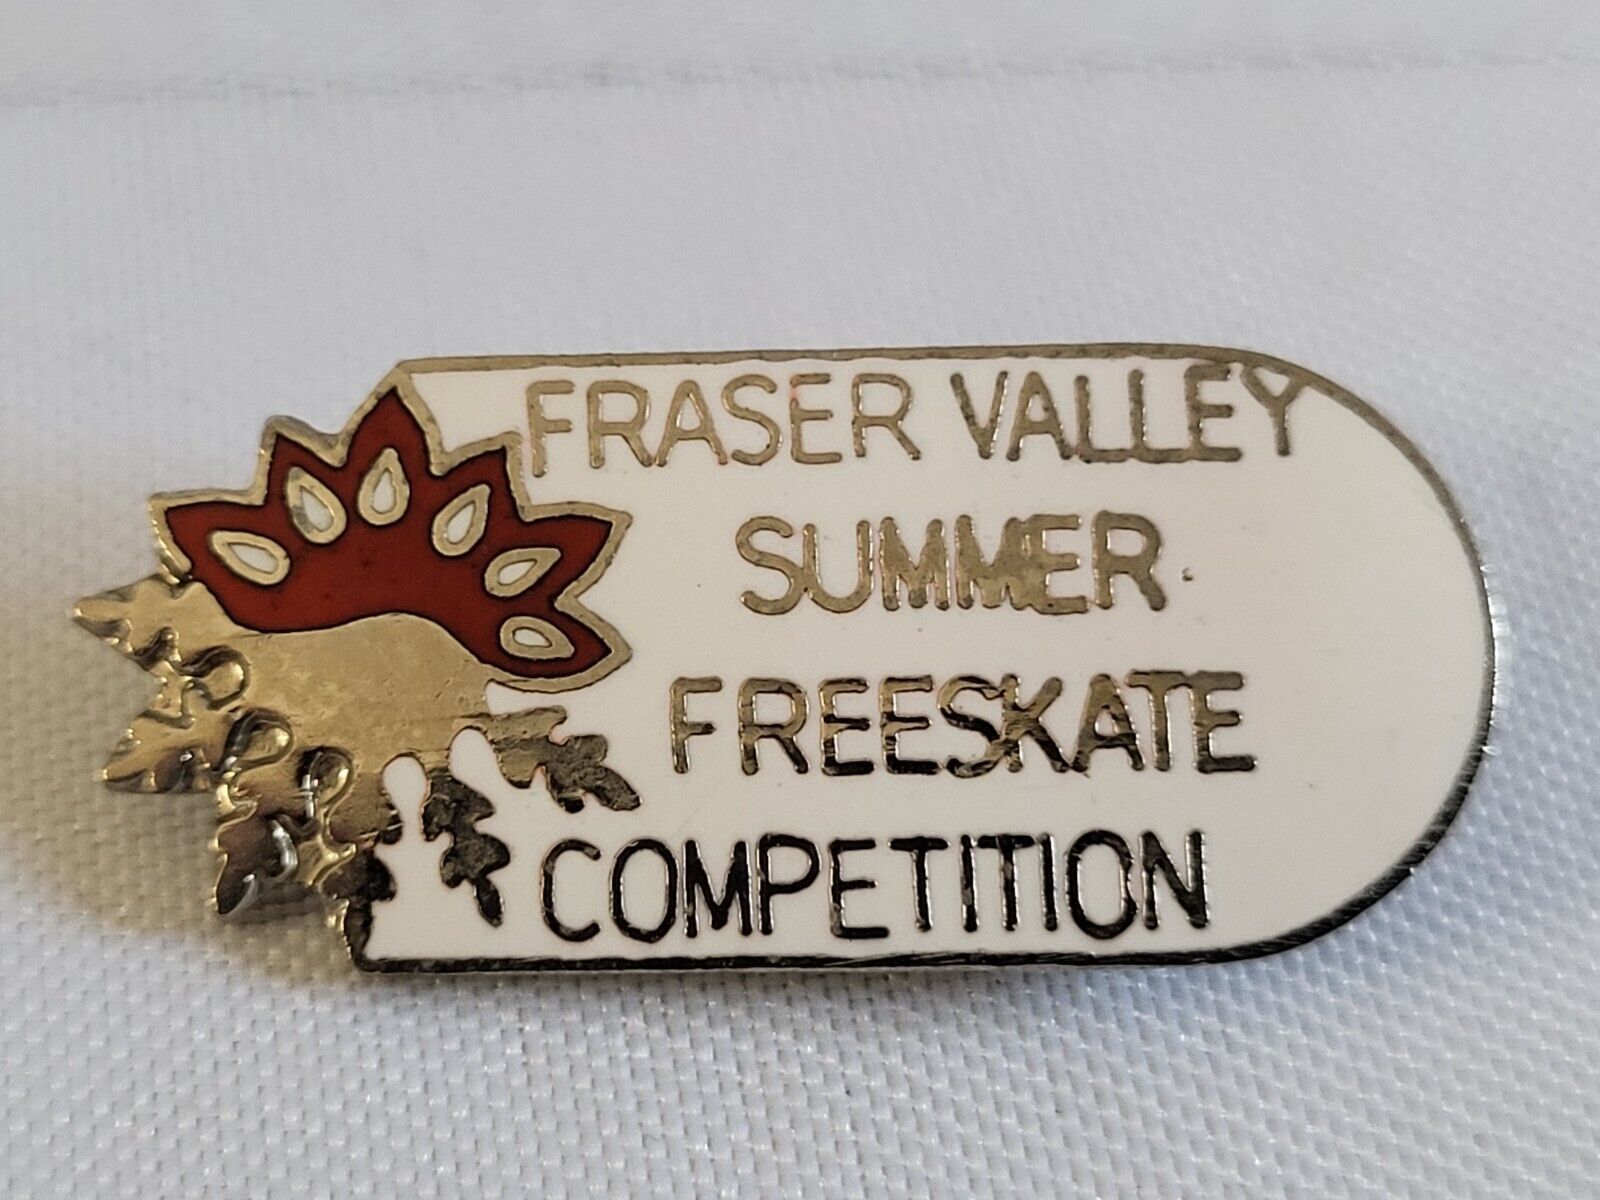 FRASER VALLEY
SUMMER
FREESKATE
COMPETITION